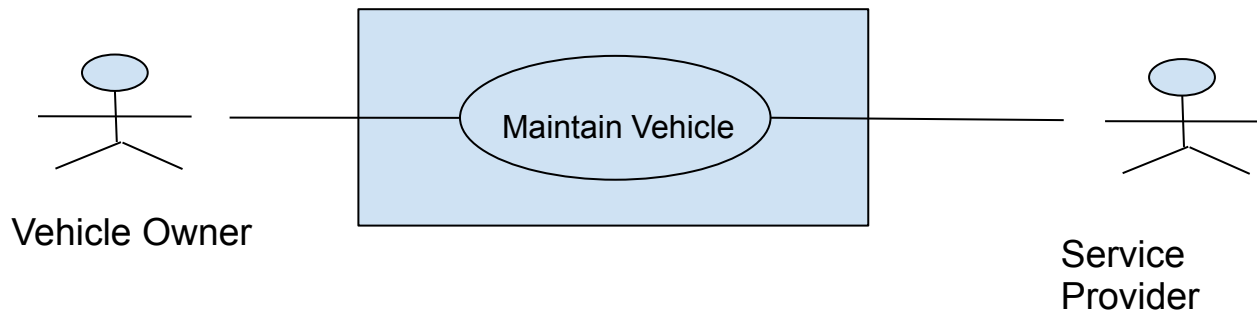 Maintain Vehicle
Vehicle Owner
Service
Provider